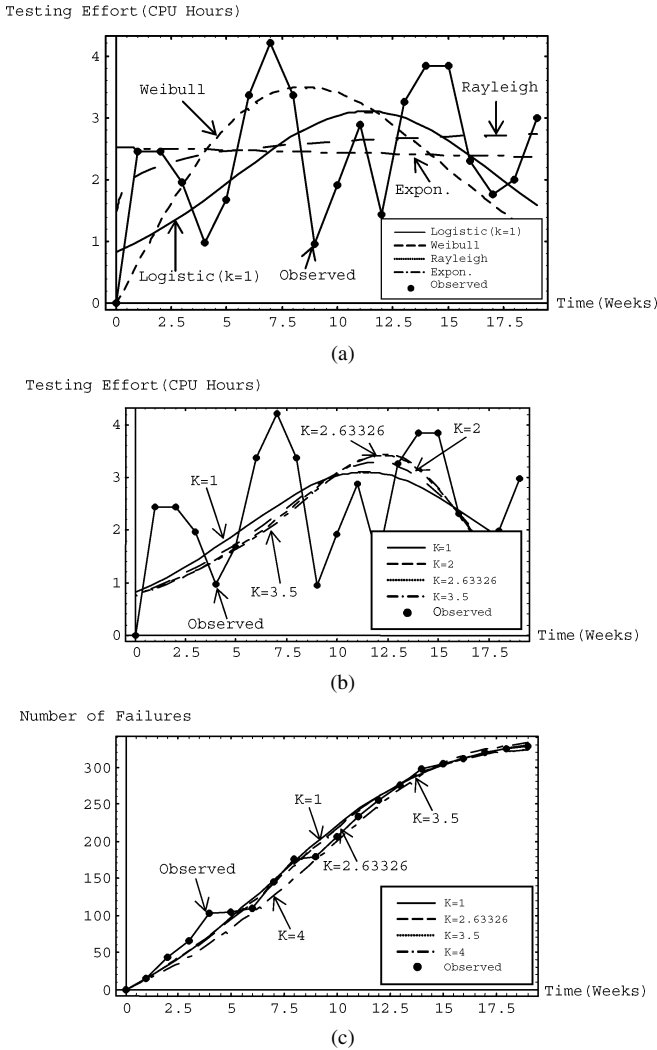 Testing Effort(CPU Hours)
4
3
2
1
0
Weibull
Rayleigh
Expon.
Logistic(k=1)
Observed
Logistic(k=1)
Weibull
Rayleigh
Expon.
Observed
0 2.5 5 7.5 10 12.5 15 17.5
Time(Weeks)
(a)
Testing Effort(CPU Hours)
4
3
2
1
0
K=2.63326
K=2
K=1
K=3.5
Observed
K=1
K=2
K=2.63326
K=3.5
Observed
0 2.5 5 7.5 10 12.5 15 17.5
Time(Weeks)
(b)
Number of Failures
300
250
200
150
100
50
0
K=1
K=3.5
Observed
K=2.63326
K=4
K=1
K=2.63326
K=3.5
K=4
Observed
0 2.5 5 7.5 10 12.5 15 17.5
Time(Weeks)
(c)